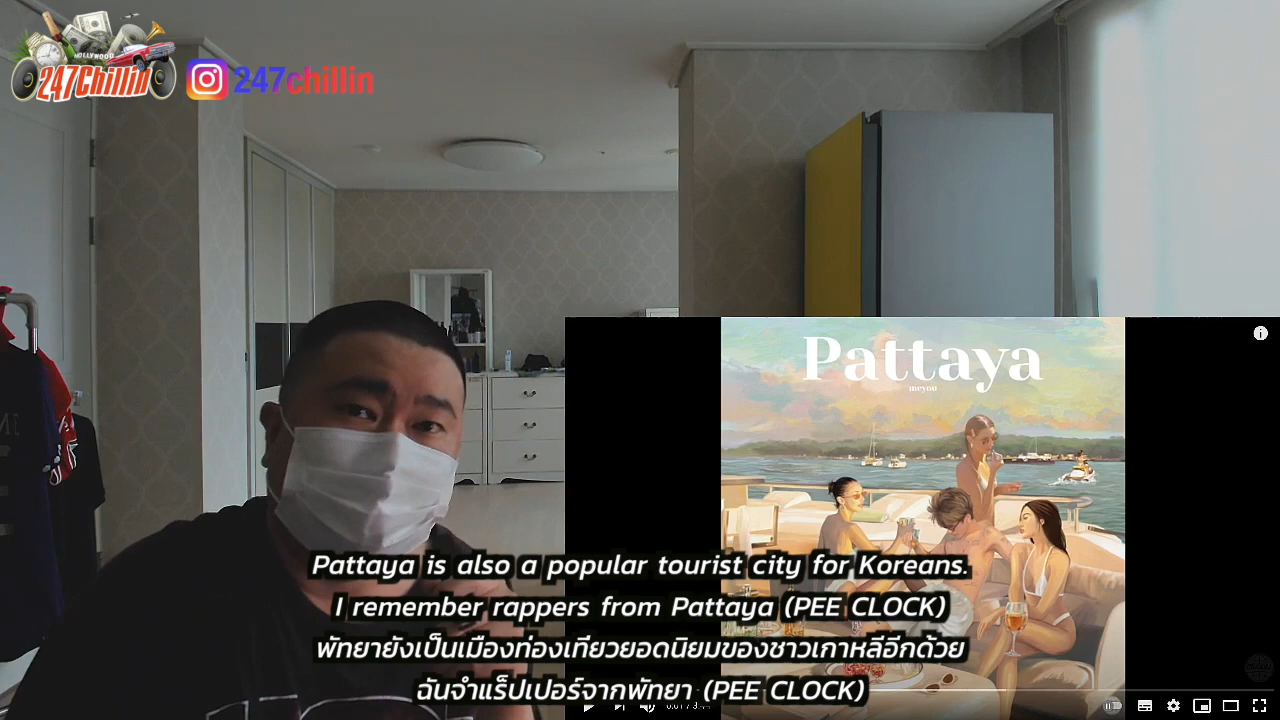 HOLLYWOOD
247Chillin
247chillin
Pattaya
meyou
Pattaya is also a popular tourist city for Koreans.
I remember rappers from Pattaya (PEE CLOCK)
พัทยายังเป็นเมืองท่องเทียวยอดนิยมของชาวเกาหลีอีกด้วย
ฉันจำแร็ปเปอร์จากพัทยา (PEE CLOCK)